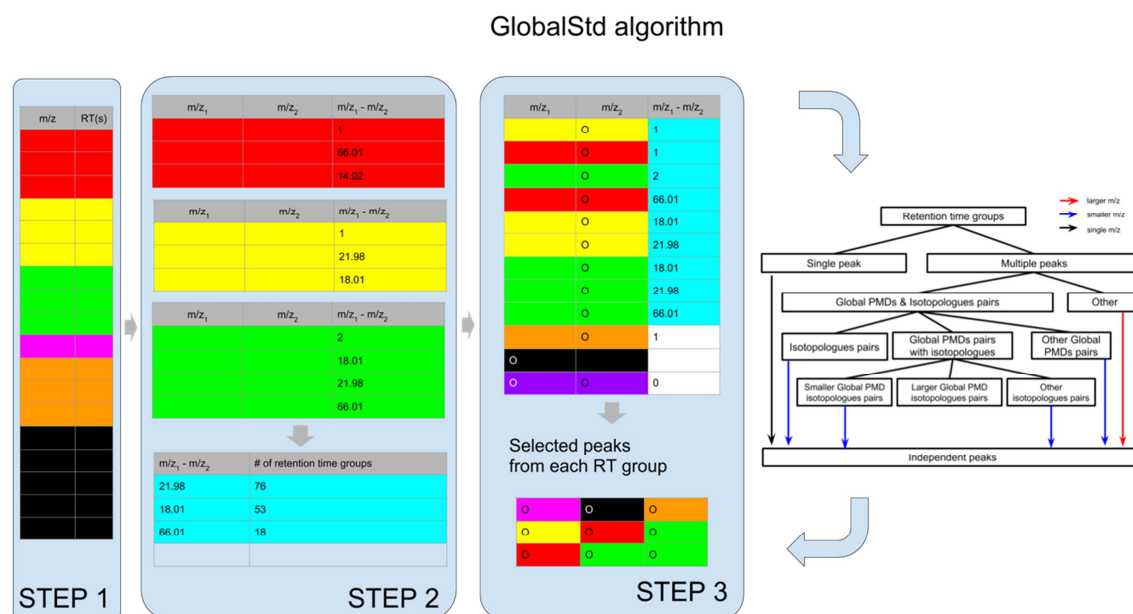 GlobalStd algorithm
m/z RT(s)
STEP 1
m/z1 m/z2 m/z1 - m/z2
1
66.01
14.02
m/z1 m/z2 m/z1 - m/z2
1
21.98
18.01
m/z1 m/z2 m/z1 - m/z2
2
18.01
21.98
66.01
m/z1 - m/z2 # of retention time groups
21.98 76
18.01 53
66.01 18
STEP 2
m/z1 m/z2 m/z1 - m/z2
O 1
O 1
O 2
O 66.01
O 18.01
O 21.98
O 18.01
O 21.98
O 66.01
O 1
O
O O 0
Selected peaks
from each RT group
O O O
O O O
O O O
STEP 3
larger m/z
smaller m/z
single m/z
Retention time groups
Single peak Multiple peaks
Global PMDs & Isotopologues pairs Other
Isotopologues pairs
Global PMDs pairs
with isotopologues
Other Global
PMDs pairs
Smaller Global PMD
isotopologues pairs
Larger Global PMD
isotopologues pairs
Other
isotopologues pairs
Independent peaks